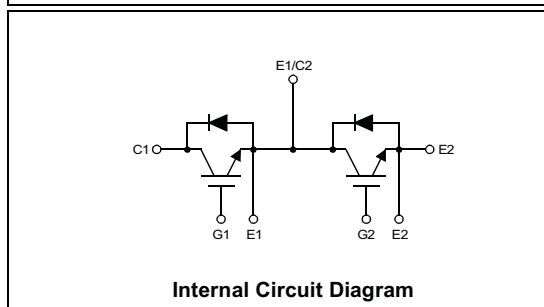 E1/C2
C1 E2
G1 E1 G2 E2
Internal Circuit Diagram